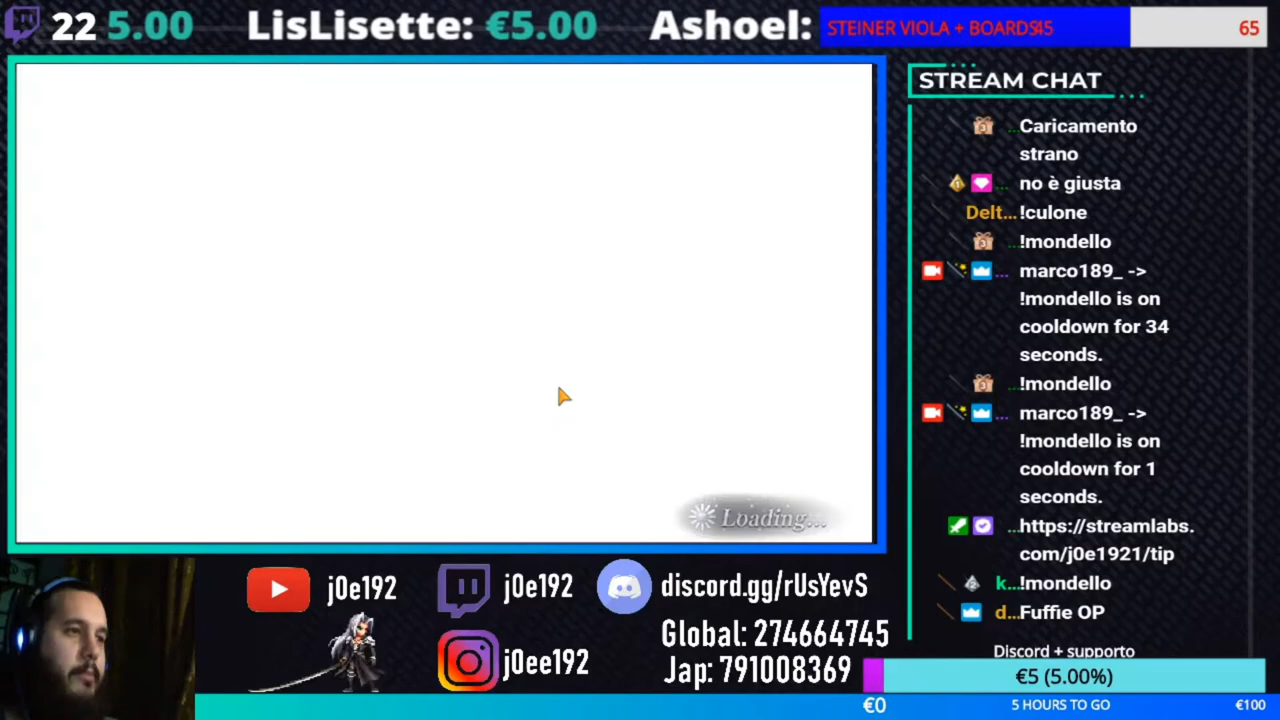 22 5.00 LisLisette: €5.00 Ashoel:
STEINER VIOLA + BOARDS45 65
STREAM CHAT
...Caricamento
strano
... no è giusta
Delt... !culone
...!mondello
... marco189_ ->
!mondello is on
cooldown for 34
seconds.
...!mondello
... marco189_ ->
!mondello is on
cooldown for 1
seconds.
...https://streamlabs.
com/j0e1921/tip
k...!mondello
d...Fuffie OP
Loading...
j0e192
j0e192
discord.gg/rUsYevS
j0ee192
Global: 274664745
Jap: 791008369
Discord + supporto
€5 (5.00%)
€0 5 HOURS TO GO €100